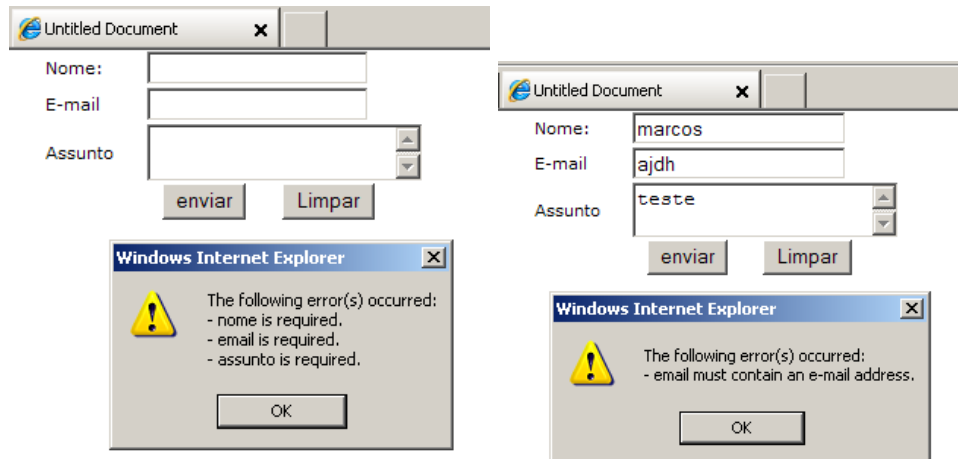 Untitled Document
Nome:
E-mail
Assunto
enviar Limpar
Windows Internet Explorer
The following error(s) occurred:
- nome is required.
- email is required.
- assunto is required.
OK
Untitled Document
Nome: marcos
E-mail ajdh
Assunto teste
enviar Limpar
Windows Internet Explorer
The following error(s) occurred:
- email must contain an e-mail address.
OK